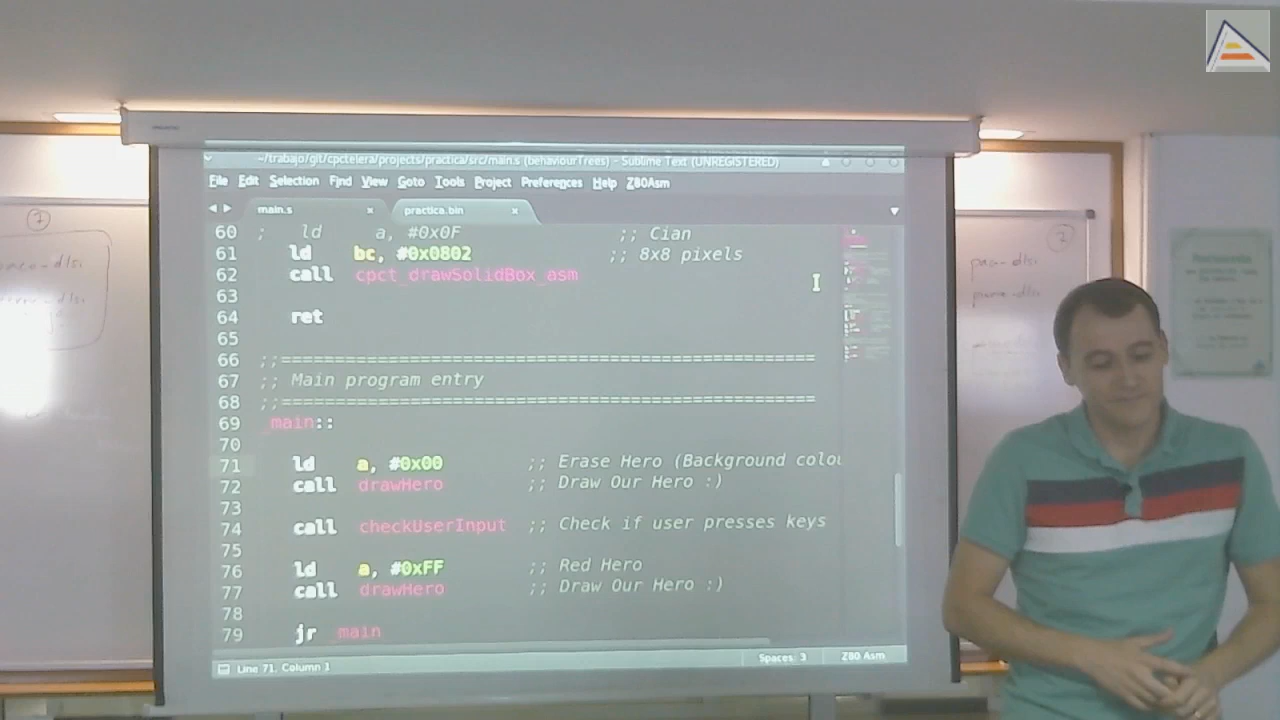 ~/trabajo/git/cpctelera/projects/practica/src/main.s (behaviourTrees) - Sublime Text (UNREGISTERED)
File Edit Selection Find View Goto Tools Project Preferences Help Z80Asm
main.s × practica.bin ×
60 ; ld a, #0x0F ;; Cian
61 ld bc, #0x0802 ;; 8x8 pixels
62 call cpct_drawSolidBox_asm
63
64 ret
65
66 ;;==================================================
67 ;; Main program entry
68 ;;==================================================
69 _main::
70
71 ld a, #0x00 ;; Erase Hero (Background colou
72 call drawHero ;; Draw Our Hero :)
73
74 call checkUserInput ;; Check if user presses keys
75
76 ld a, #0xFF ;; Red Hero
77 call drawHero ;; Draw Our Hero :)
78
79 jr _main
Line 71, Column 1 Spaces: 3 Z80 Asm